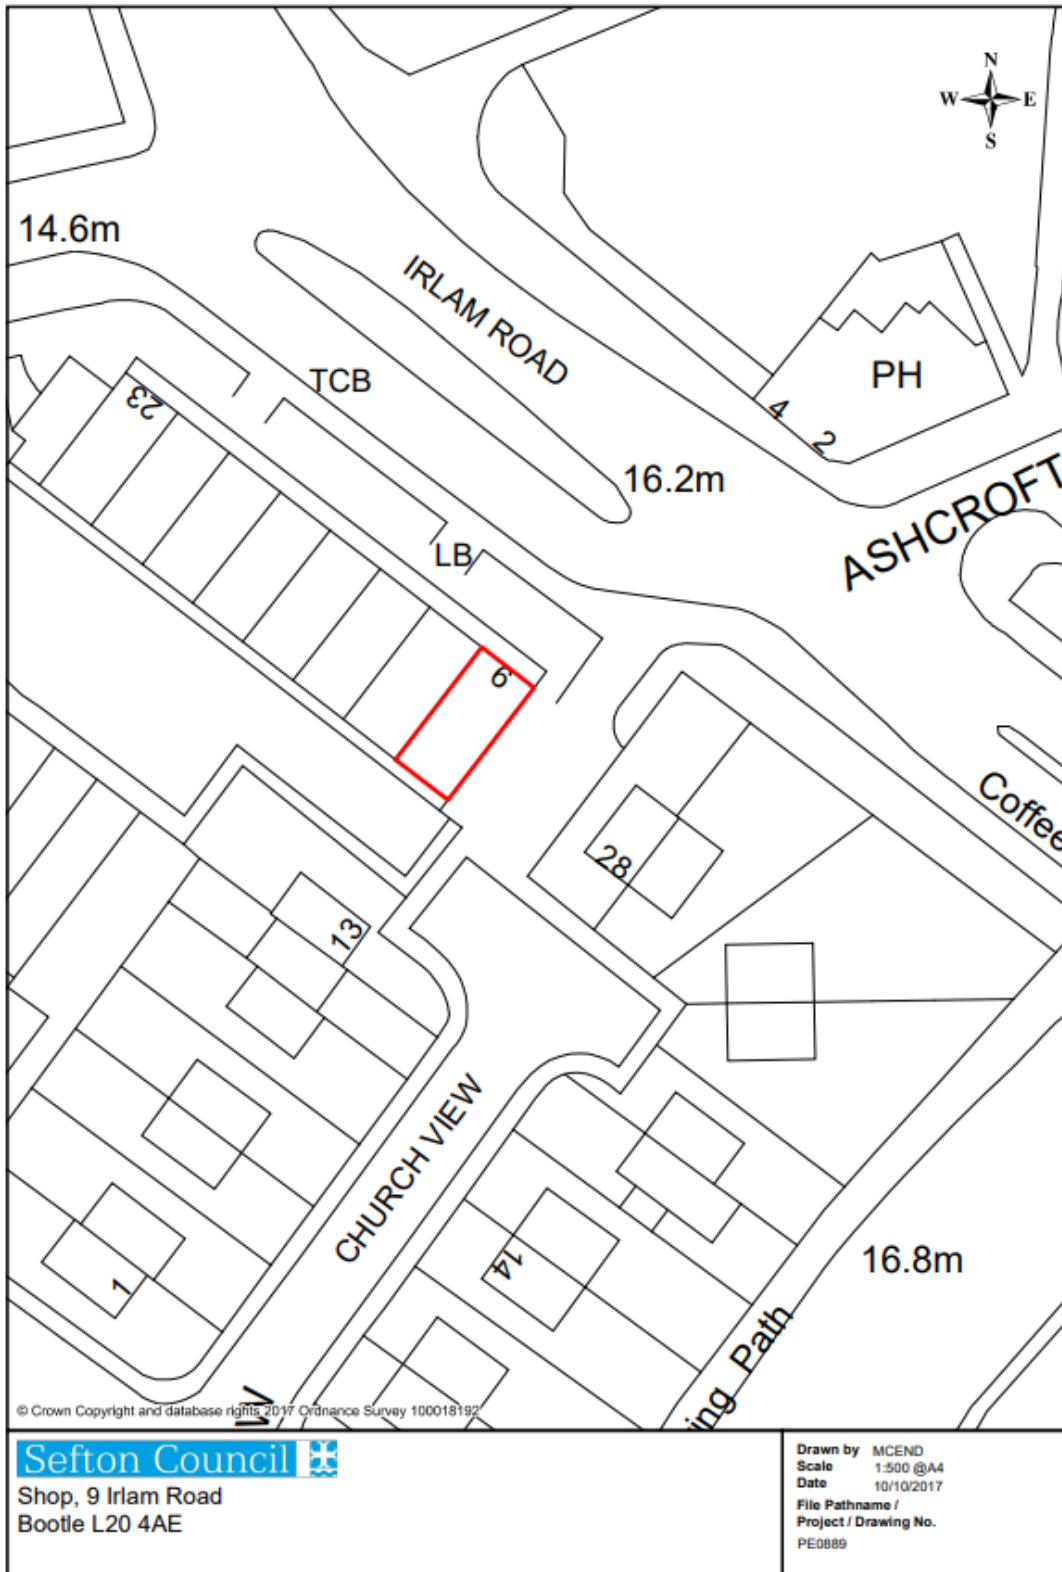 N
W E
S
14.6m
IRLAM ROAD
TCB
23
PH
4
2
16.2m
ASHCROFT
LB
9
Coffee
28
13
CHURCH VIEW
14
1
16.8m
ing Path
W
© Crown Copyright and database rights 2017 Ordnance Survey 100018192
Sefton Council
Shop, 9 Irlam Road
Bootle L20 4AE
Drawn by MCEND
Scale 1:500 @A4
Date 10/10/2017
File Pathname /
Project / Drawing No.
PE0889